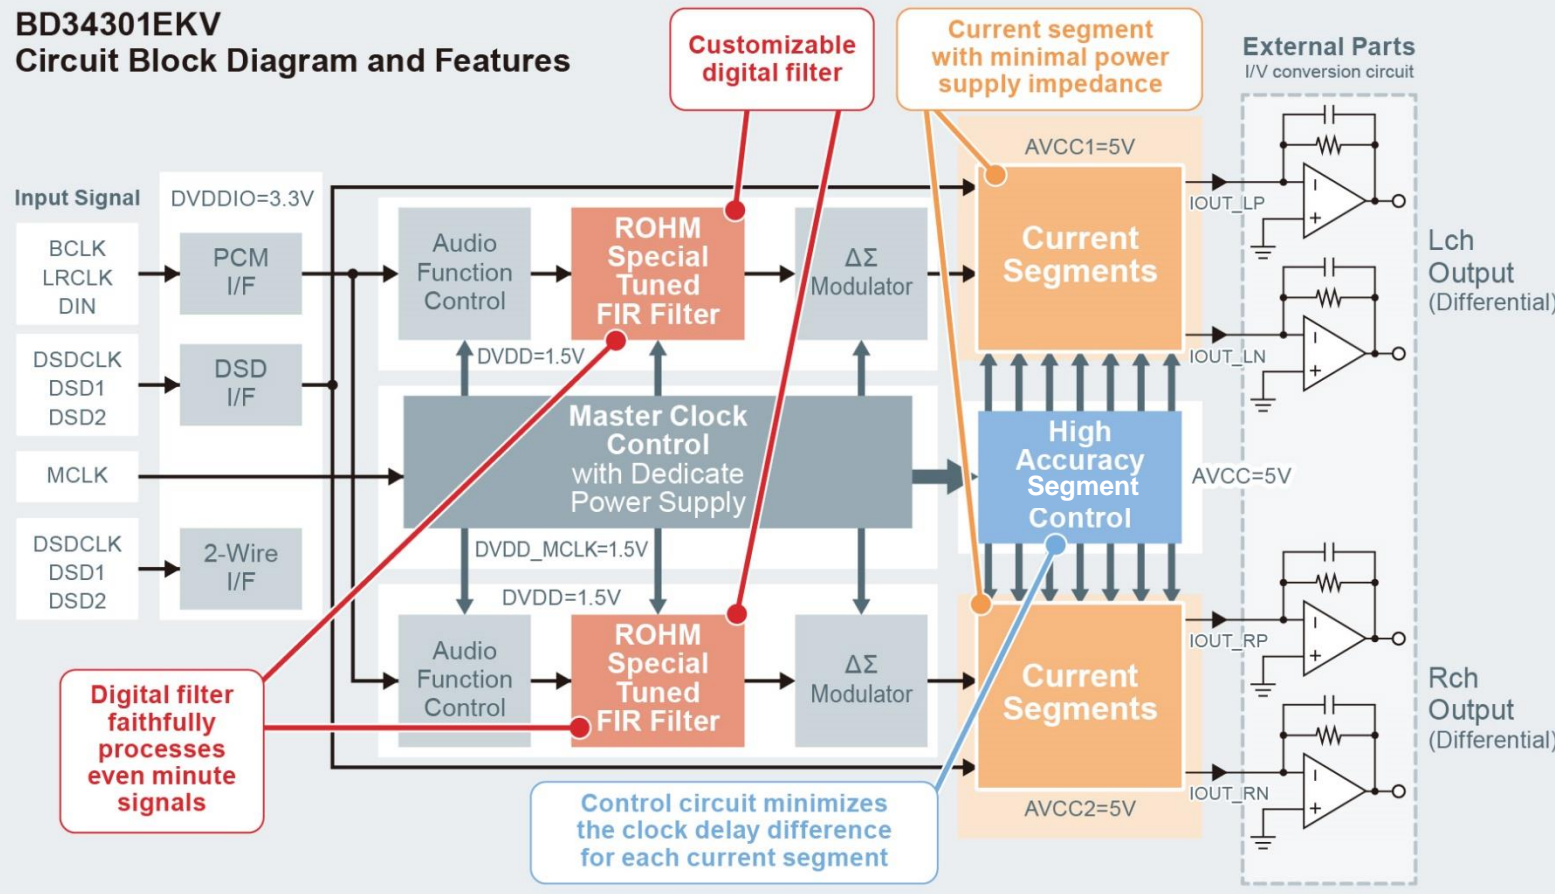 BD34301EKV
Circuit Block Diagram and Features
Customizable
digital filter
Current segment
with minimal power
supply impedance
External Parts
I/V conversion circuit
AVCC1=5V
Input Signal
DVDDIO=3.3V
BCLK
LRCLK
DIN
PCM
I/F
Audio
Function
Control
ROHM
Special
Tuned
FIR Filter
ΔΣ
Modulator
Current
Segments
IOUT_LP
IOUT_LN
Lch
Output
(Differential)
DVDD=1.5V
DSDCLK
DSD1
DSD2
DSD
I/F
MCLK
Master Clock
Control
with Dedicate
Power Supply
High
Accuracy
Segment
Control
AVCC=5V
DVDD_MCLK=1.5V
DSDCLK
DSD1
DSD2
2-Wire
I/F
DVDD=1.5V
Audio
Function
Control
ROHM
Special
Tuned
FIR Filter
ΔΣ
Modulator
Current
Segments
IOUT_RP
IOUT_RN
Rch
Output
(Differential)
AVCC2=5V
Digital filter
faithfully
processes
even minute
signals
Control circuit minimizes
the clock delay difference
for each current segment